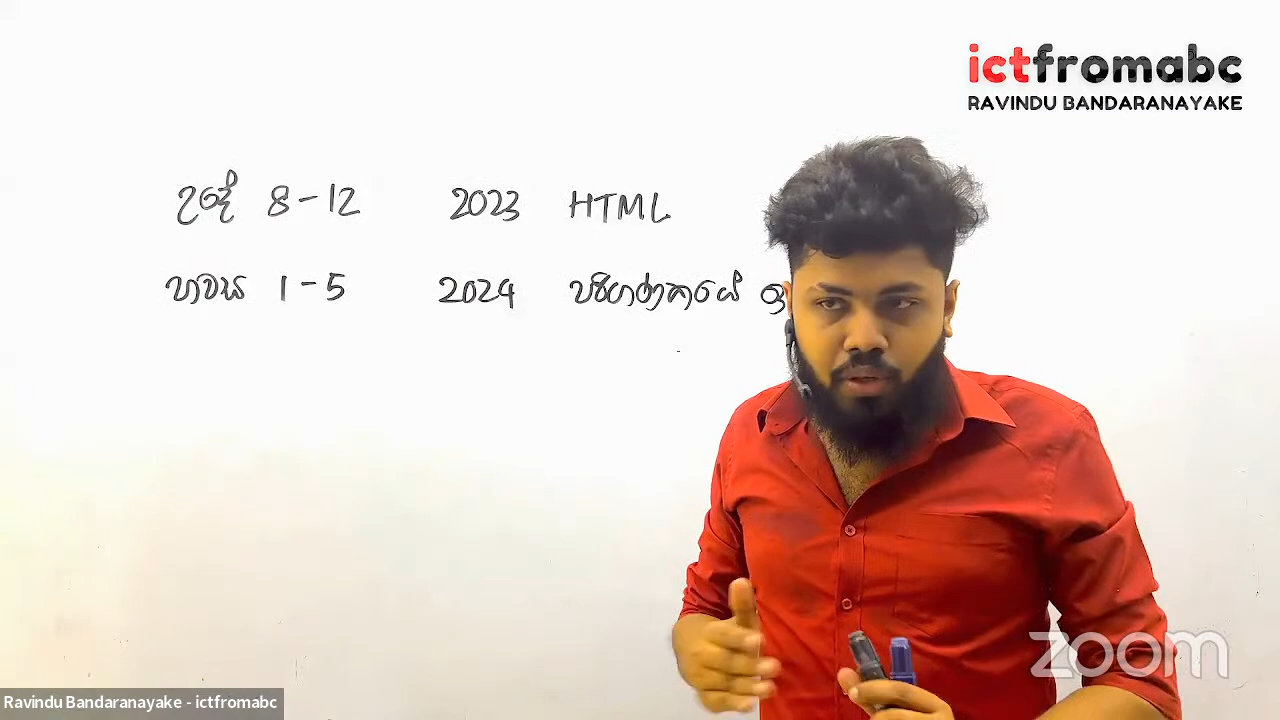 ictfromabc
RAVINDU BANDARANAYAKE
උදේ 8-12 2023 HTML
හවස 1-5 2024 පරිගණකයේ
zoom
Ravindu Bandaranayake - ictfromabc